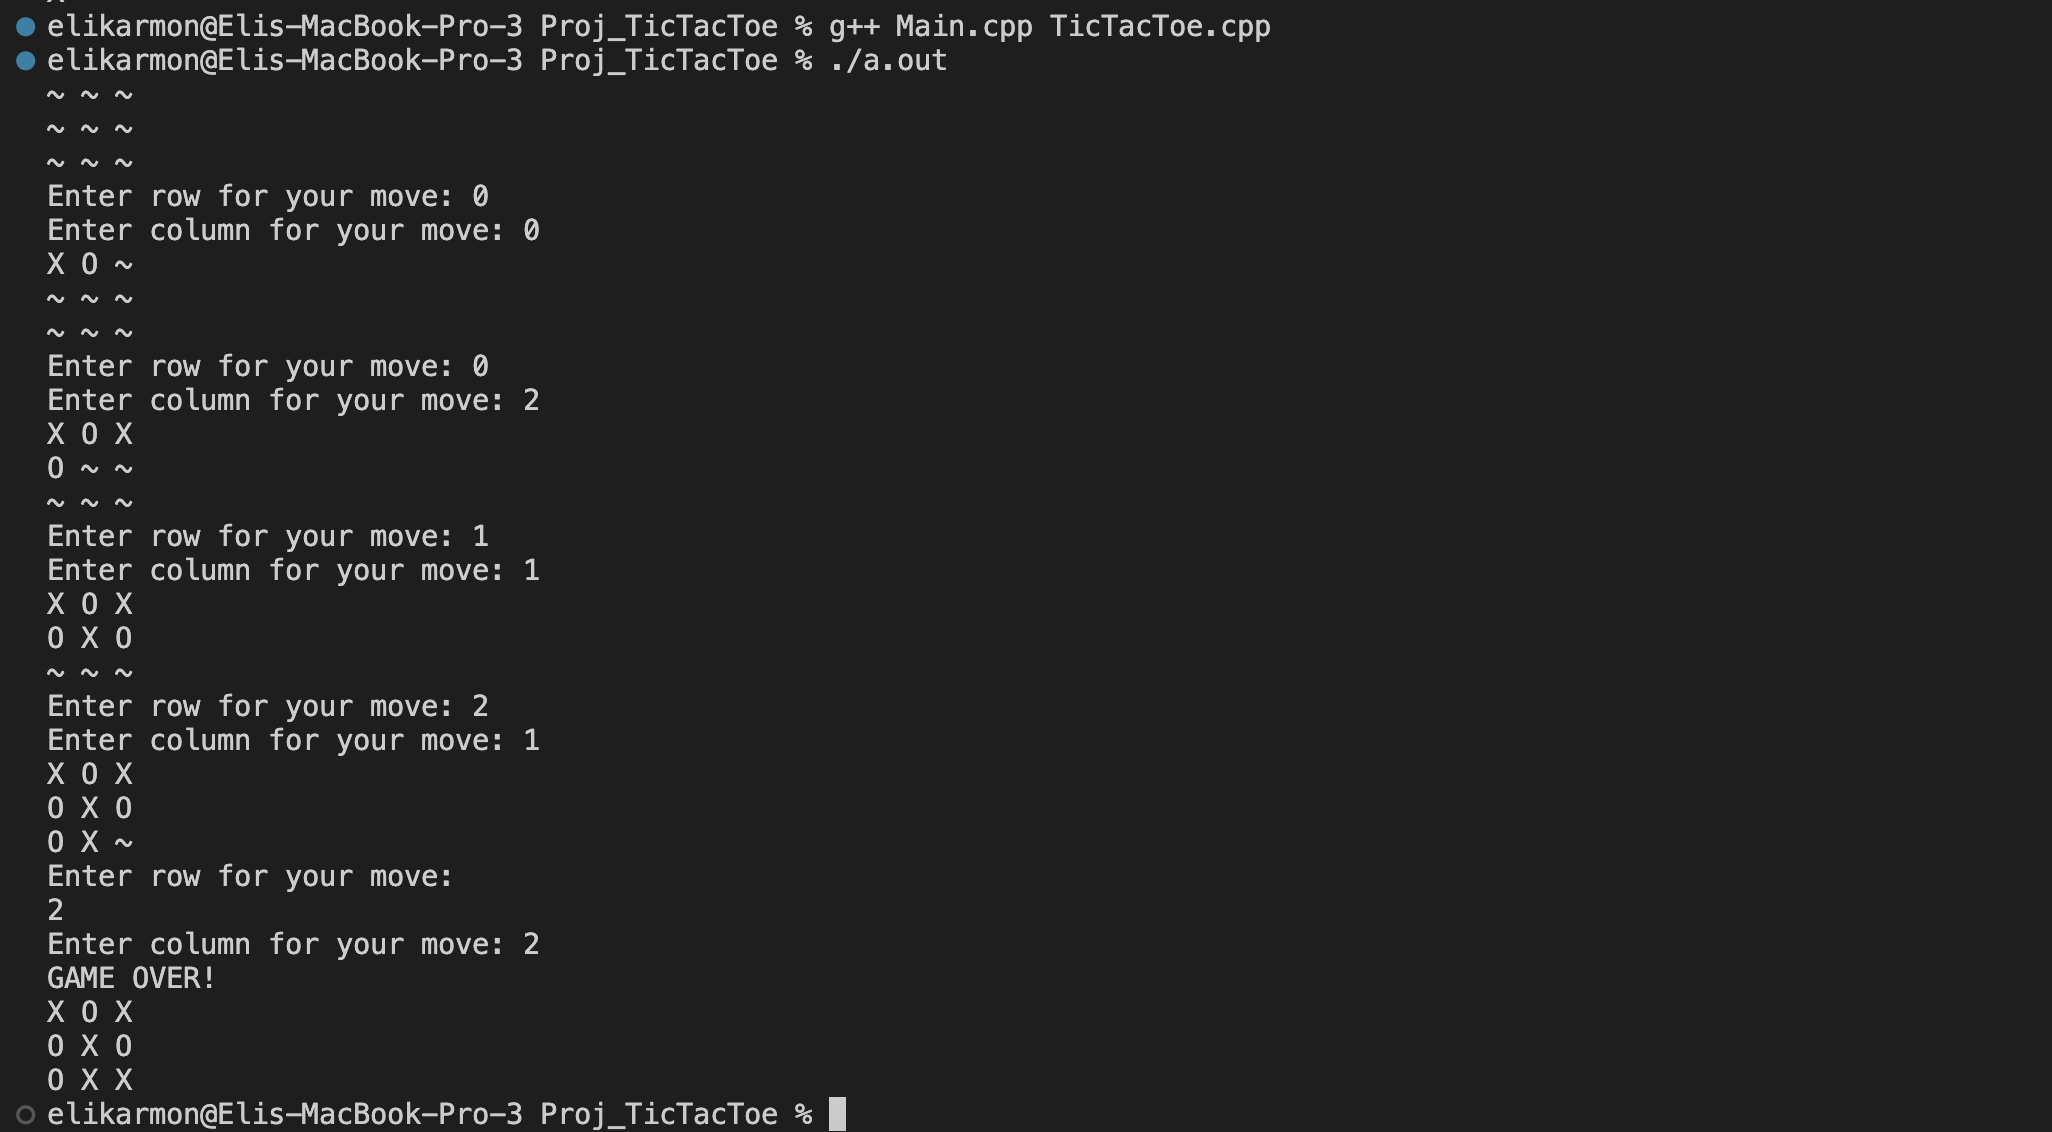 elikarmon@Elis-MacBook-Pro-3 Proj_TicTacToe % g++ Main.cpp TicTacToe.cpp
elikarmon@Elis-MacBook-Pro-3 Proj_TicTacToe % ./a.out
~ ~ ~
~ ~ ~
~ ~ ~
Enter row for your move: 0
Enter column for your move: 0
X O ~
~ ~ ~
~ ~ ~
Enter row for your move: 0
Enter column for your move: 2
X O X
O ~ ~
~ ~ ~
Enter row for your move: 1
Enter column for your move: 1
X O X
O X O
~ ~ ~
Enter row for your move: 2
Enter column for your move: 1
X O X
O X O
O X ~
Enter row for your move:
2
Enter column for your move: 2
GAME OVER!
X O X
O X O
O X X
elikarmon@Elis-MacBook-Pro-3 Proj_TicTacToe %